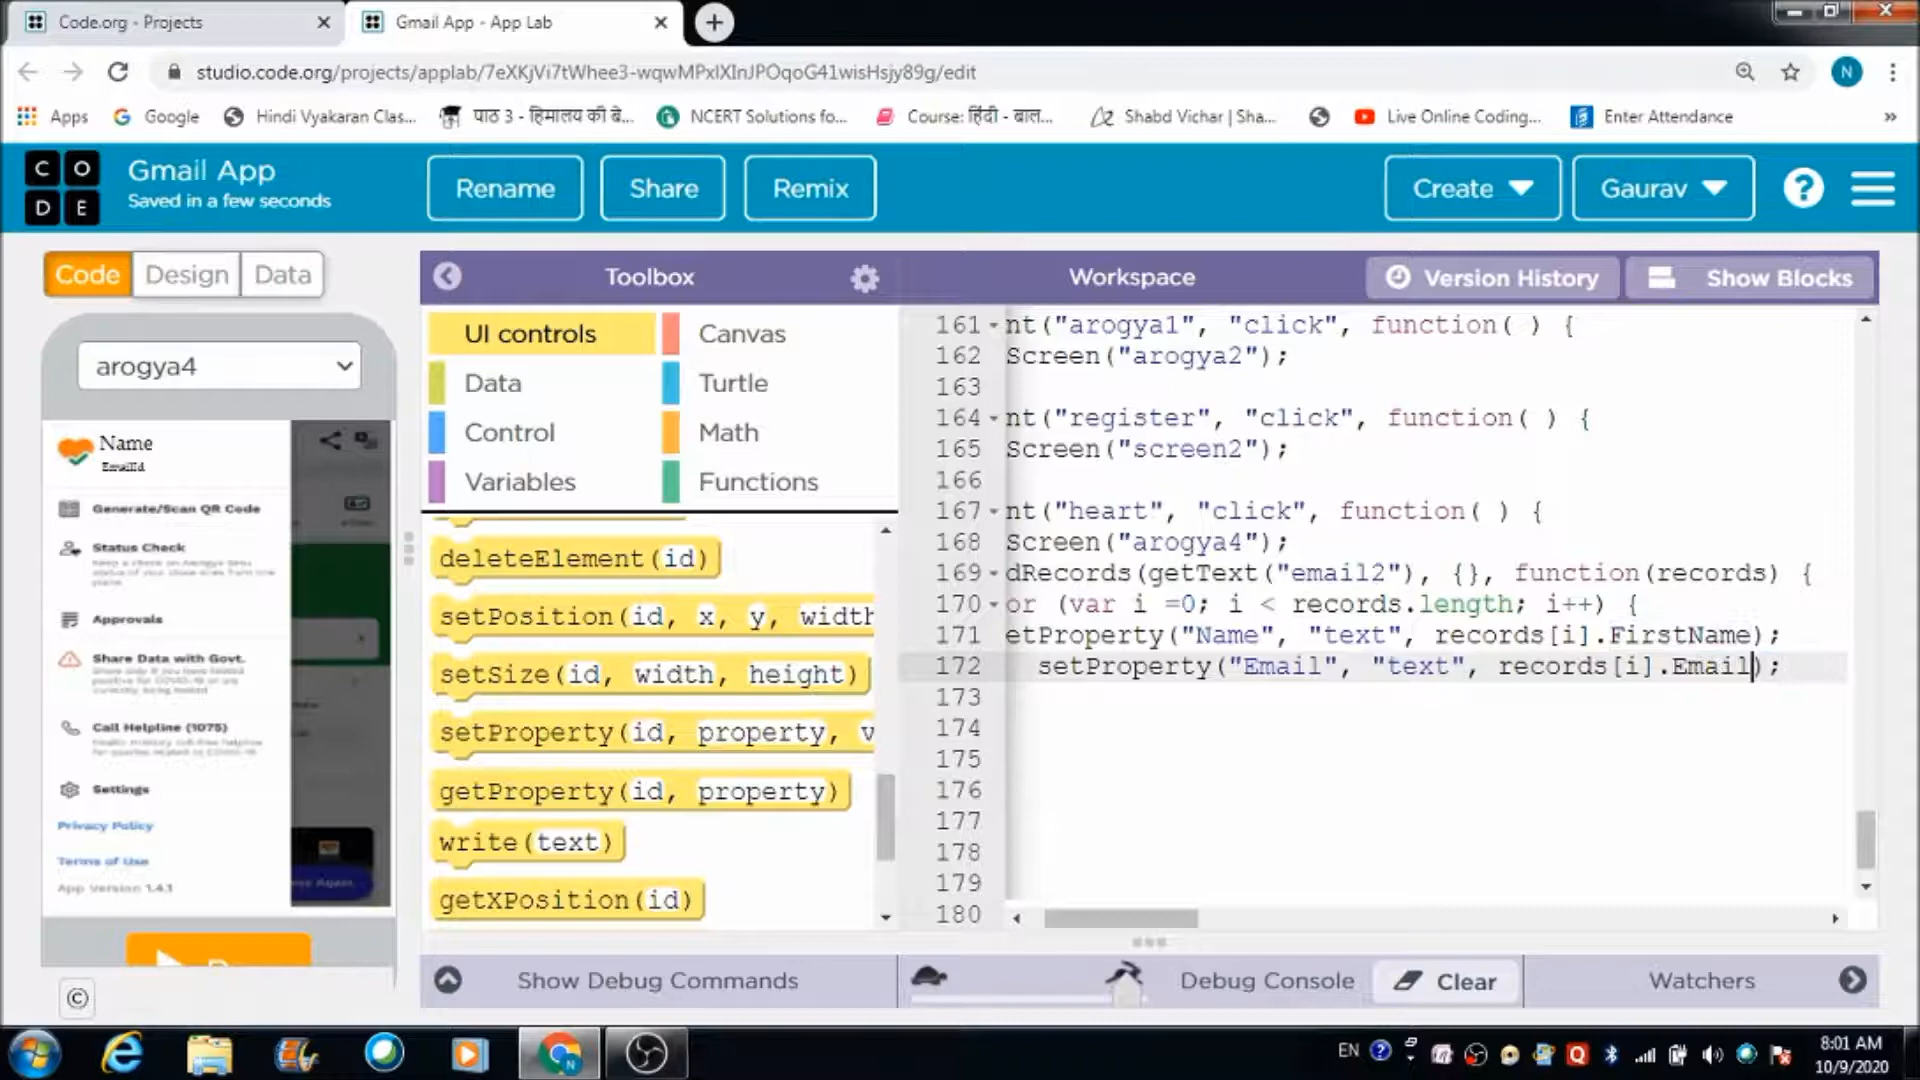 Code.org - Projects
Gmail App - App Lab
studio.code.org/projects/applab/7eXKjVi7tWhee3-wqwMPxlXInJPOqoG41wisHsjy89g/edit
N
Apps
Google
Hindi Vyakaran Clas...
पाठ 3 - हिमालय की बे...
NCERT Solutions fo...
Course: हिंदी - बाल...
Shabd Vichar | Sha...
Live Online Coding...
Enter Attendance
»
C O
D E
Gmail App
Saved in a few seconds
Rename
Share
Remix
Create
Gaurav
?
Code
Design
Data
Toolbox
Workspace
Version History
Show Blocks
arogya4
Name
EmailId
Generate/Scan QR Code
Status Check
Approvals
Share Data with Govt.
Call Helpline (1075)
Settings
Privacy Policy
Terms of Use
App version 1.4.1
UI controls
Canvas
Data
Turtle
Control
Math
Variables
Functions
deleteElement(id)
setPosition(id, x, y, width
setSize(id, width, height)
setProperty(id, property, v
getProperty(id, property)
write(text)
getXPosition(id)
161 nt("arogya1", "click", function( ) {
162 Screen("arogya2");
163
164 nt("register", "click", function( ) {
165 Screen("screen2");
166
167 nt("heart", "click", function( ) {
168 Screen("arogya4");
169 dRecords(getText("email2"), {}, function(records) {
170 or (var i =0; i < records.length; i++) {
171 etProperty("Name", "text", records[i].FirstName);
172 setProperty("Email", "text", records[i].Email);
173
174
175
176
177
178
179
180
©
Show Debug Commands
Debug Console
Clear
Watchers
EN
8:01 AM
10/9/2020